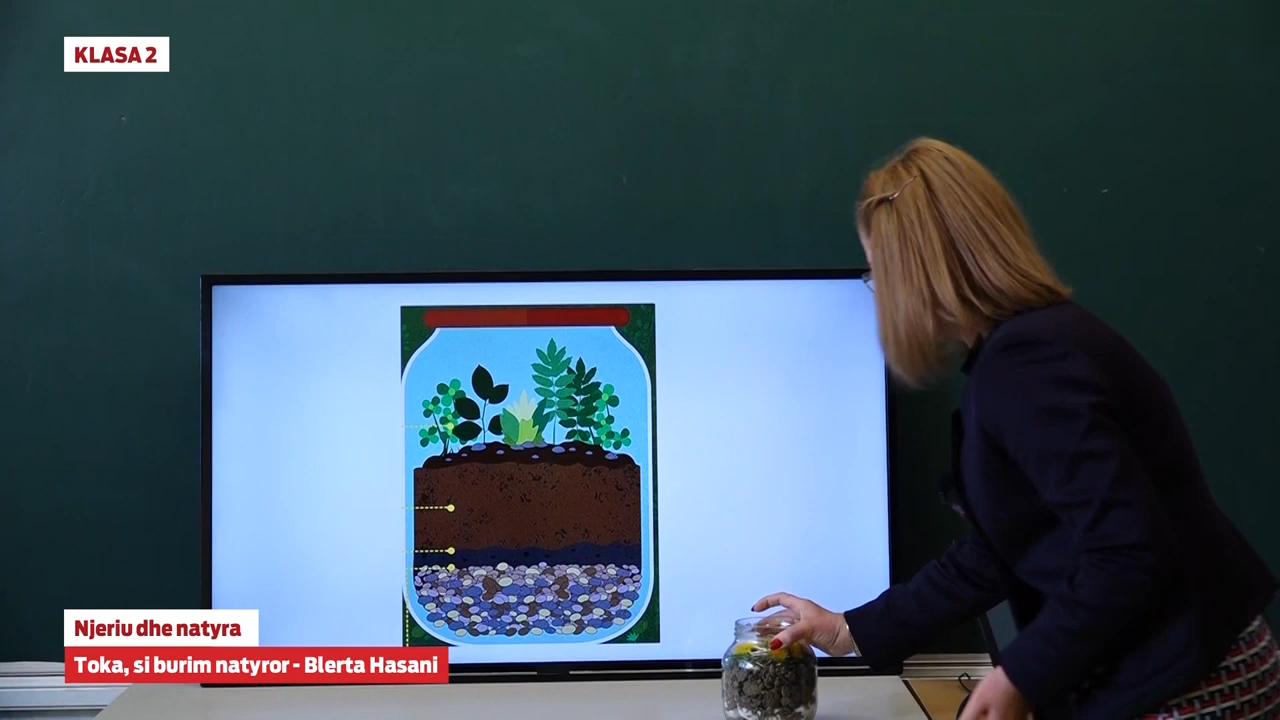 KLASA 2
Njeriu dhe natyra
Toka, si burim natyror - Blerta Hasani